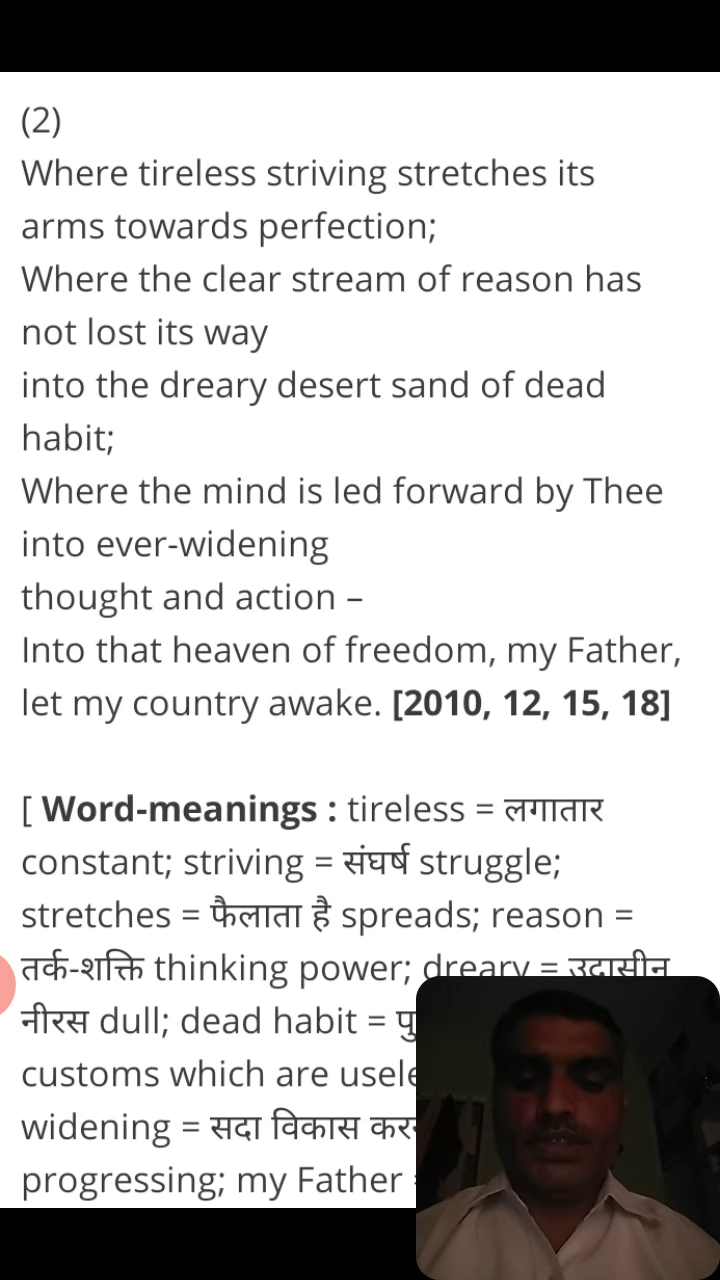 (2)
Where tireless striving stretches its
arms towards perfection;
Where the clear stream of reason has
not lost its way
into the dreary desert sand of dead
habit;
Where the mind is led forward by Thee
into ever-widening
thought and action –
Into that heaven of freedom, my Father,
let my country awake. [2010, 12, 15, 18]
[ Word-meanings : tireless = लगातार
constant; striving = संघर्ष struggle;
stretches = फैलाता है spreads; reason =
तर्क-शक्ति thinking power; dreary = उदासीन
नीरस dull; dead habit =
customs which are
widening = सदा विकास
progressing; my Father